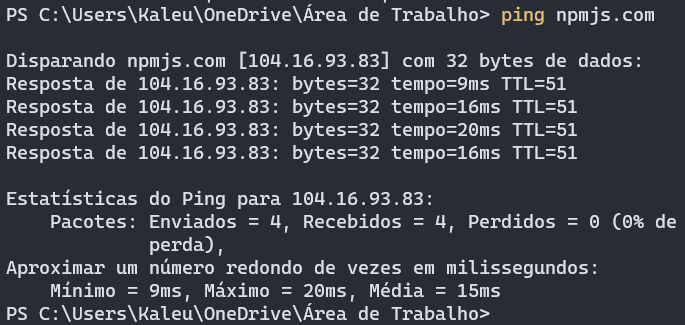 PS C:\Users\Kaleu\OneDrive\Área de Trabalho> ping npmjs.com
Disparando npmjs.com [104.16.93.83] com 32 bytes de dados:
Resposta de 104.16.93.83: bytes=32 tempo=9ms TTL=51
Resposta de 104.16.93.83: bytes=32 tempo=16ms TTL=51
Resposta de 104.16.93.83: bytes=32 tempo=20ms TTL=51
Resposta de 104.16.93.83: bytes=32 tempo=16ms TTL=51
Estatísticas do Ping para 104.16.93.83:
Pacotes: Enviados = 4, Recebidos = 4, Perdidos = 0 (0% de
perda),
Aproximar um número redondo de vezes em milissegundos:
Mínimo = 9ms, Máximo = 20ms, Média = 15ms
PS C:\Users\Kaleu\OneDrive\Área de Trabalho>